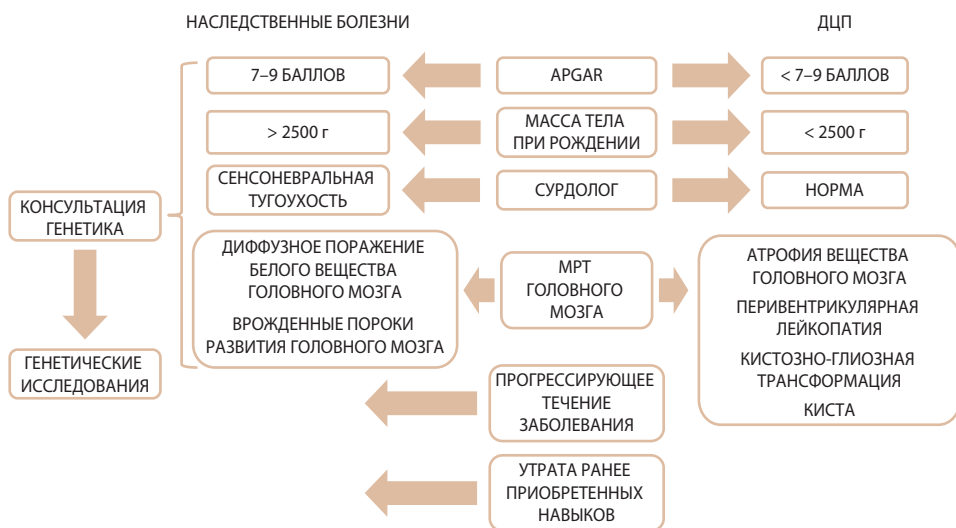 НАСЛЕДСТВЕННЫЕ БОЛЕЗНИ
ДЦП
7–9 БАЛЛОВ
APGAR
< 7–9 БАЛЛОВ
> 2500 г
МАССА ТЕЛА
ПРИ РОЖДЕНИИ
< 2500 г
СЕНСОНЕВРАЛЬНАЯ
ТУГОУХОСТЬ
СУРДОЛОГ
НОРМА
КОНСУЛЬТАЦИЯ
ГЕНЕТИКА
ДИФФУЗНОЕ ПОРАЖЕНИЕ
БЕЛОГО ВЕЩЕСТВА
ГОЛОВНОГО МОЗГА
ВРОЖДЕННЫЕ ПОРОКИ
РАЗВИТИЯ ГОЛОВНОГО МОЗГА
МРТ
ГОЛОВНОГО
МОЗГА
АТРОФИЯ ВЕЩЕСТВА
ГОЛОВНОГО МОЗГА
ПЕРИВЕНТРИКУЛЯРНАЯ
ЛЕЙКОПАТИЯ
КИСТОЗНО-ГЛИОЗНАЯ
ТРАНСФОРМАЦИЯ
КИСТА
ГЕНЕТИЧЕСКИЕ
ИССЛЕДОВАНИЯ
ПРОГРЕССИРУЮЩЕЕ
ТЕЧЕНИЕ
ЗАБОЛЕВАНИЯ
УТРАТА РАНЕЕ
ПРИОБРЕТЕННЫХ
НАВЫКОВ